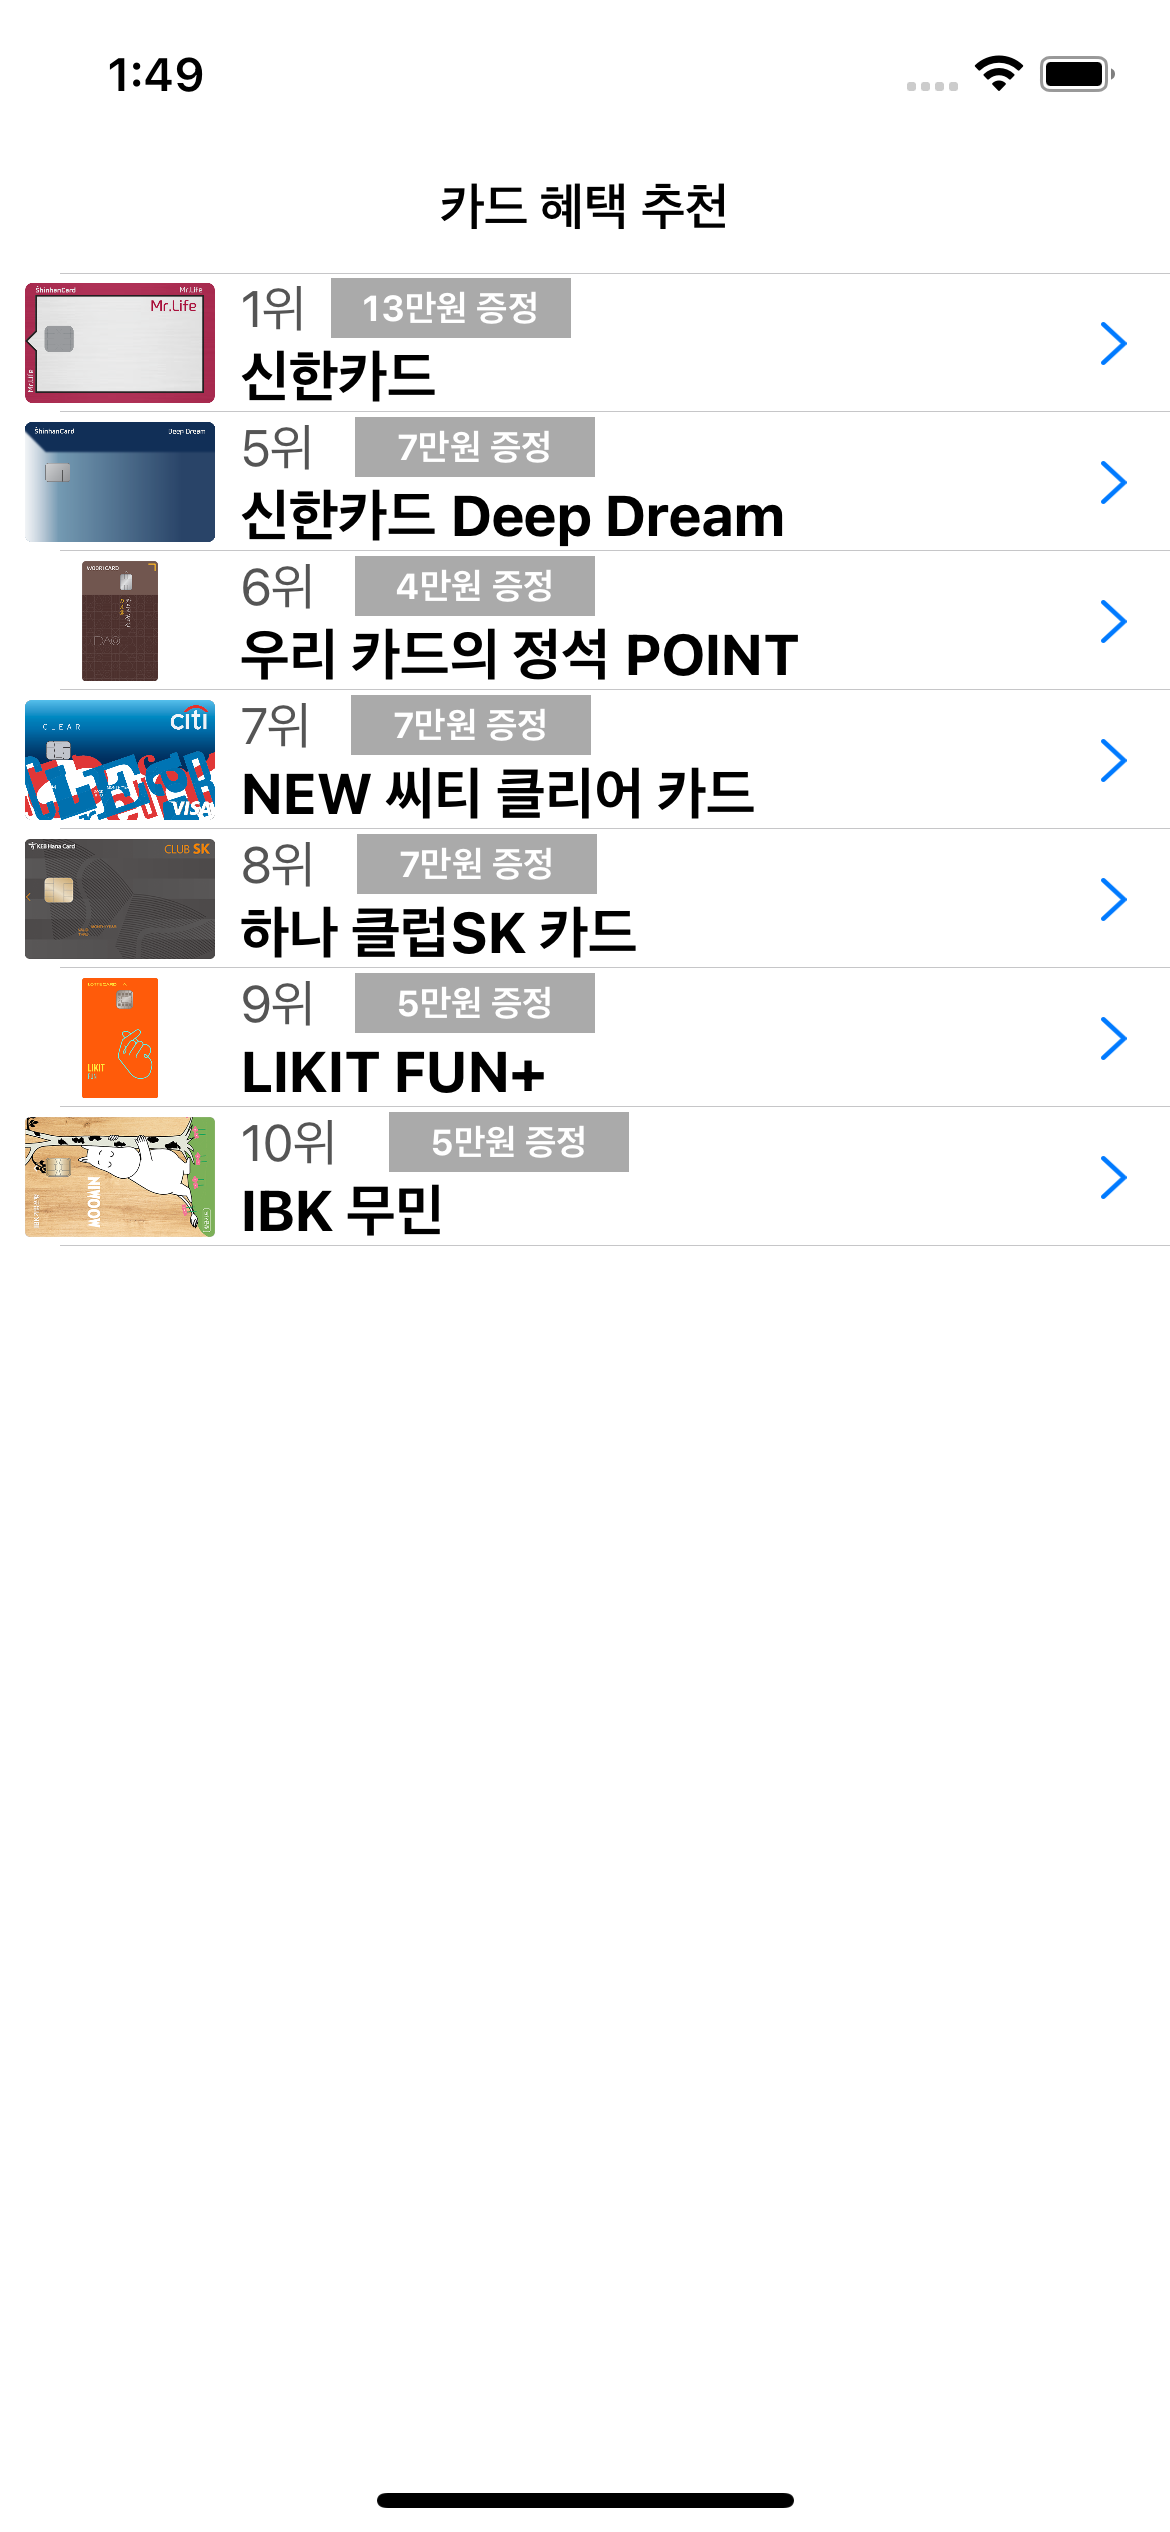 1:49
카드 혜택 추천
ShinhanCard Mr.Life
Mr.Life
Mr.Life
1위 13만원 증정
신한카드
ShinhanCard Deep Dream
5위 7만원 증정
신한카드 Deep Dream
WOORI CARD
6위 4만원 증정
우리 카드의 정석 POINT
CLEAR citi
VISA
7위 7만원 증정
NEW 씨티 클리어 카드
KEB Hana Card CLUB SK
8위 7만원 증정
하나 클럽SK 카드
LIKIT
FUN
9위 5만원 증정
LIKIT FUN+
MOOMIN
10위 5만원 증정
IBK 무민